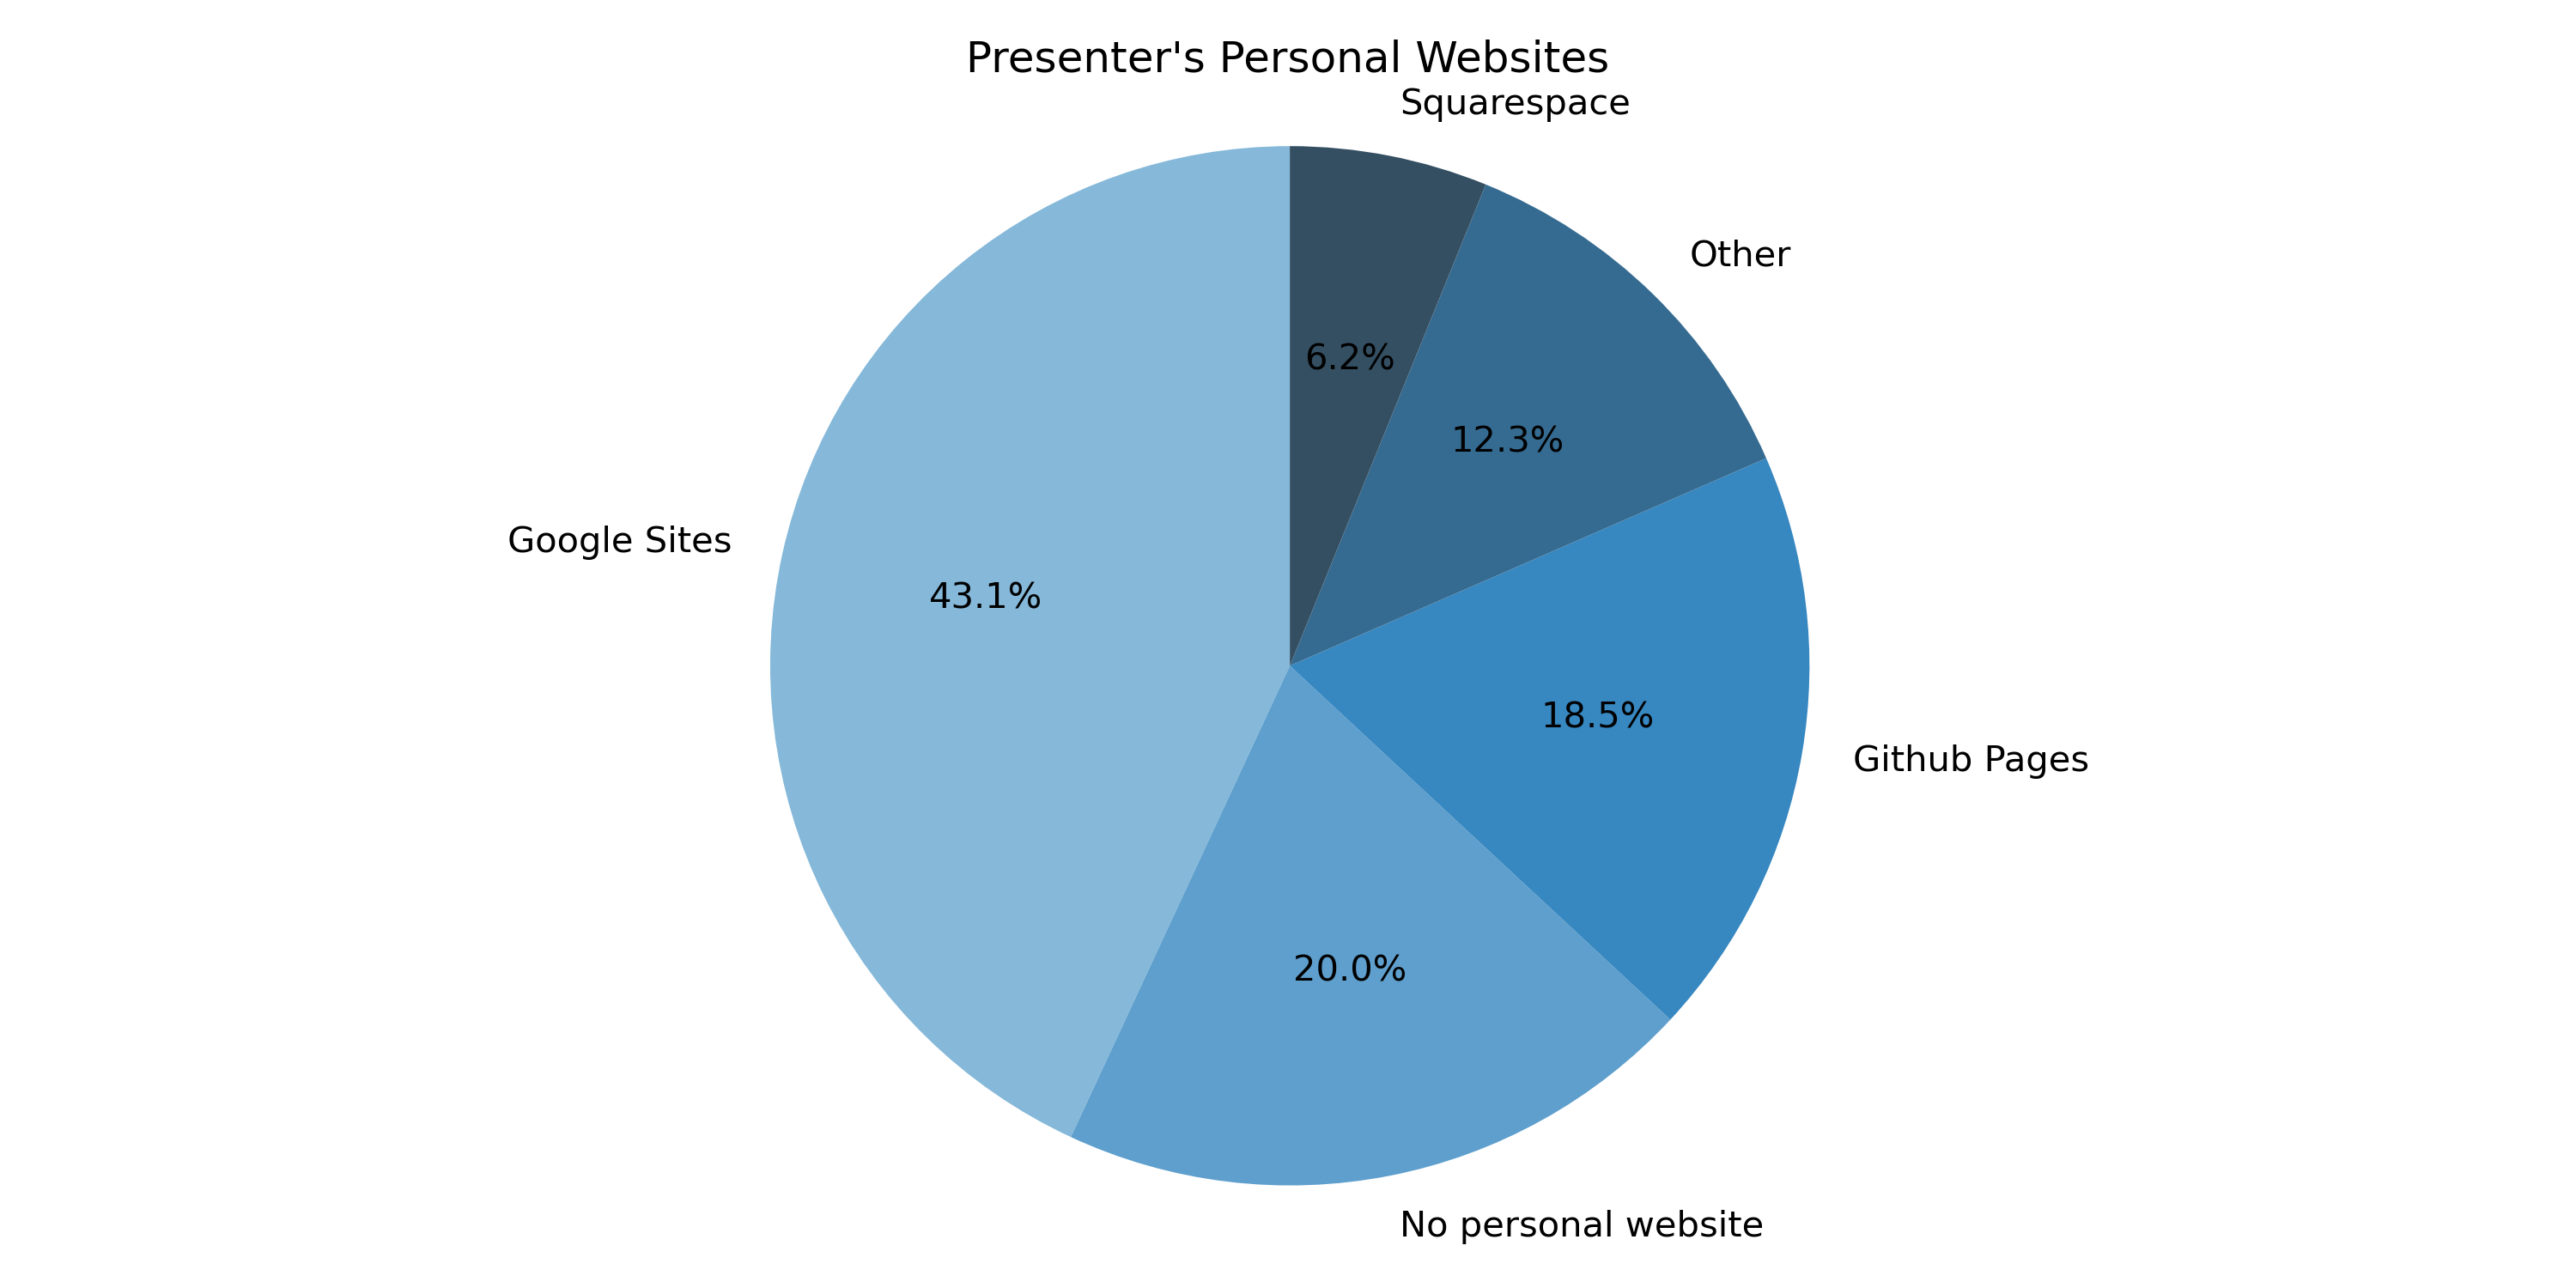 Presenter's Personal Websites
Squarespace
Other
6.2%
12.3%
Google Sites
43.1%
18.5%
Github Pages
20.0%
No personal website